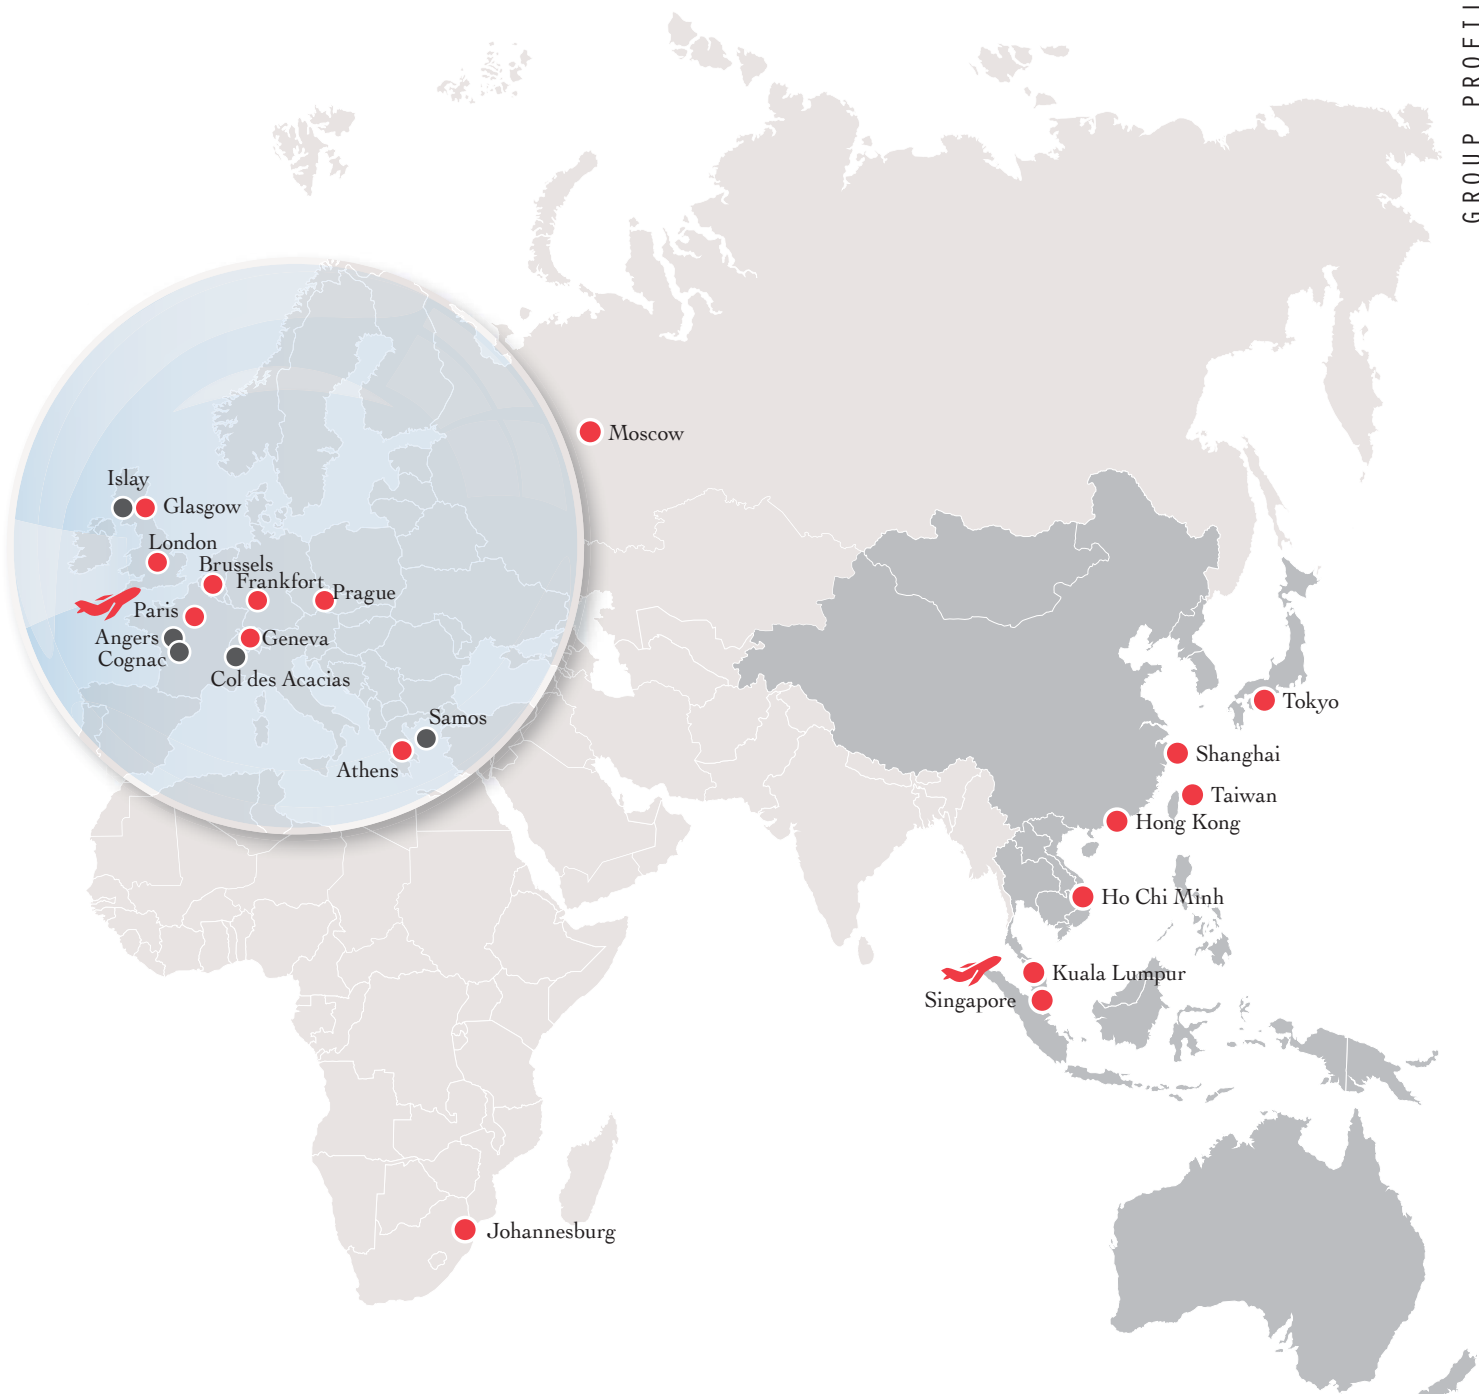 GROUP PROFIL
Moscow
Islay
Glasgow
London
Brussels
Frankfort
Prague
Paris
Angers
Geneva
Cognac
Col des Acacias
Samos
Athens
Tokyo
Shanghai
Taiwan
Hong Kong
Ho Chi Minh
Kuala Lumpur
Singapore
Johannesburg